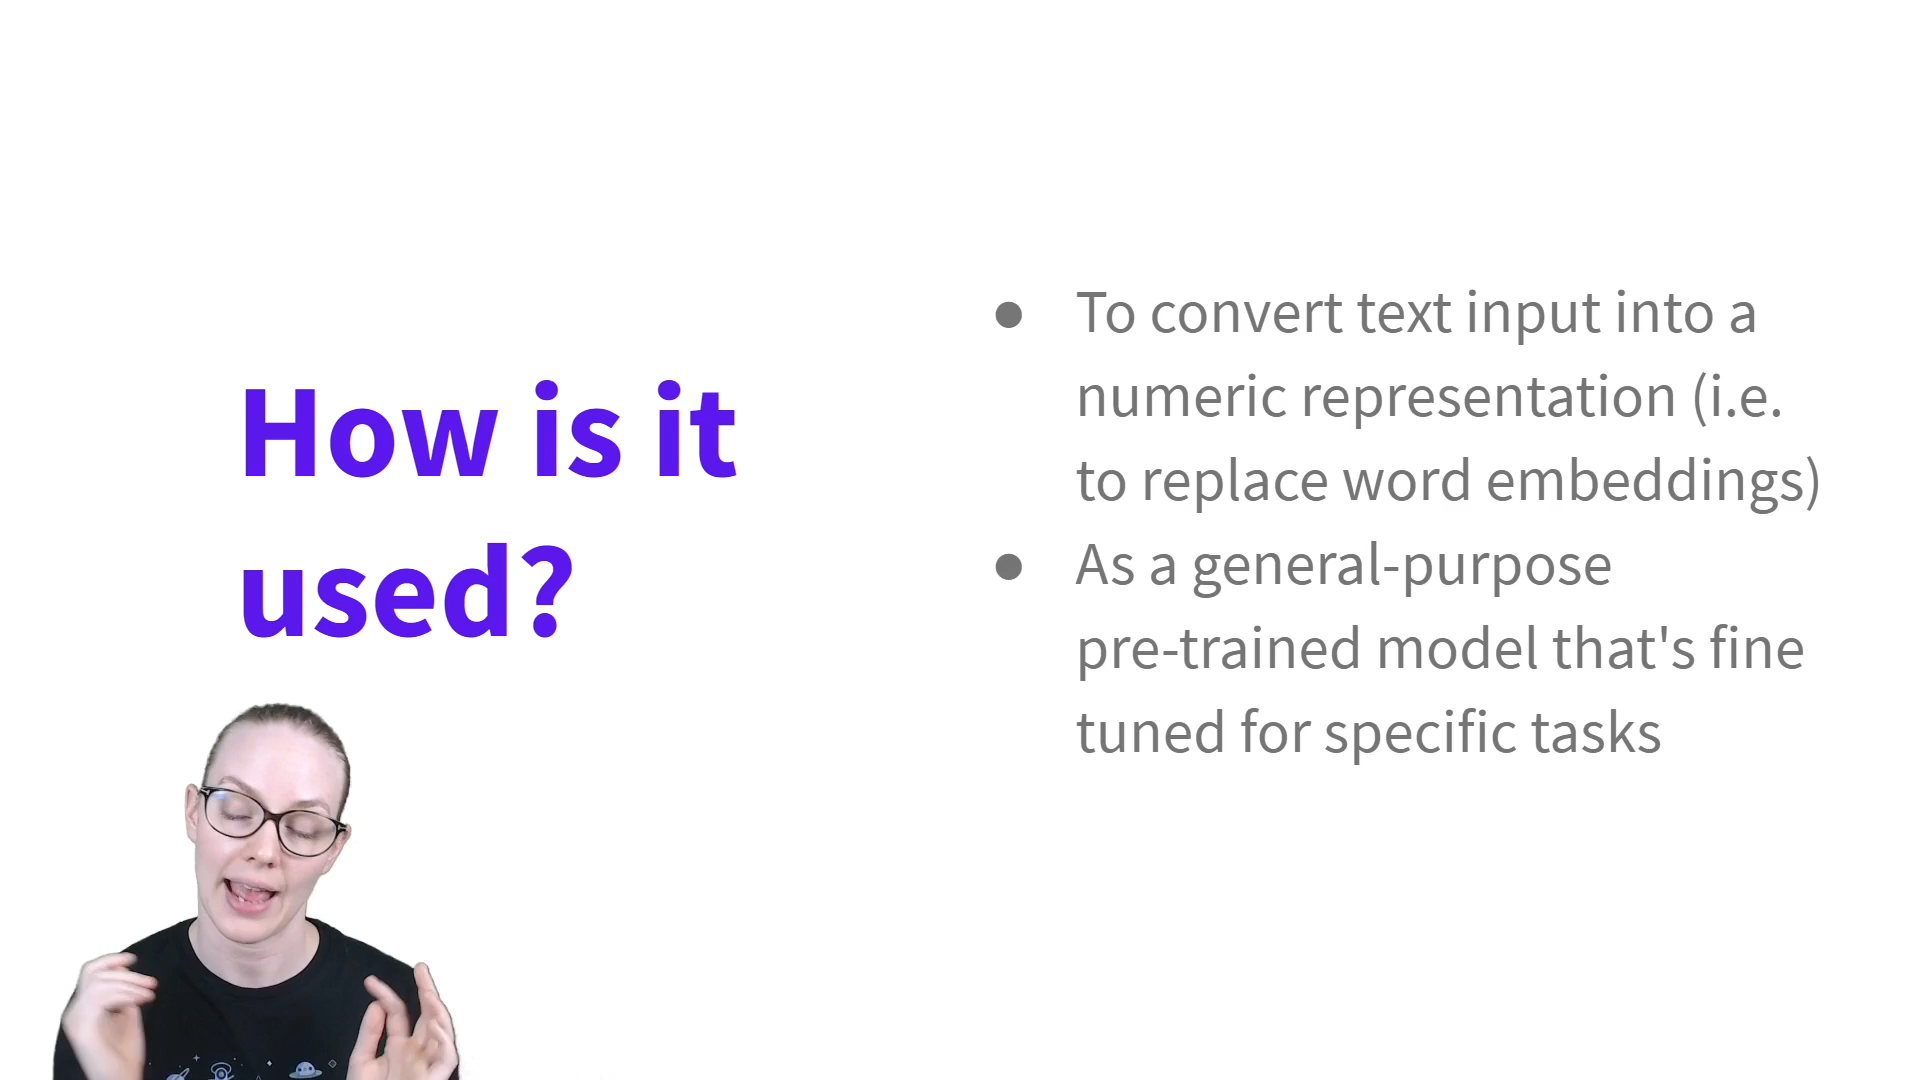 How is it
used?
● To convert text input into a
numeric representation (i.e.
to replace word embeddings)
● As a general-purpose
pre-trained model that's fine
tuned for specific tasks